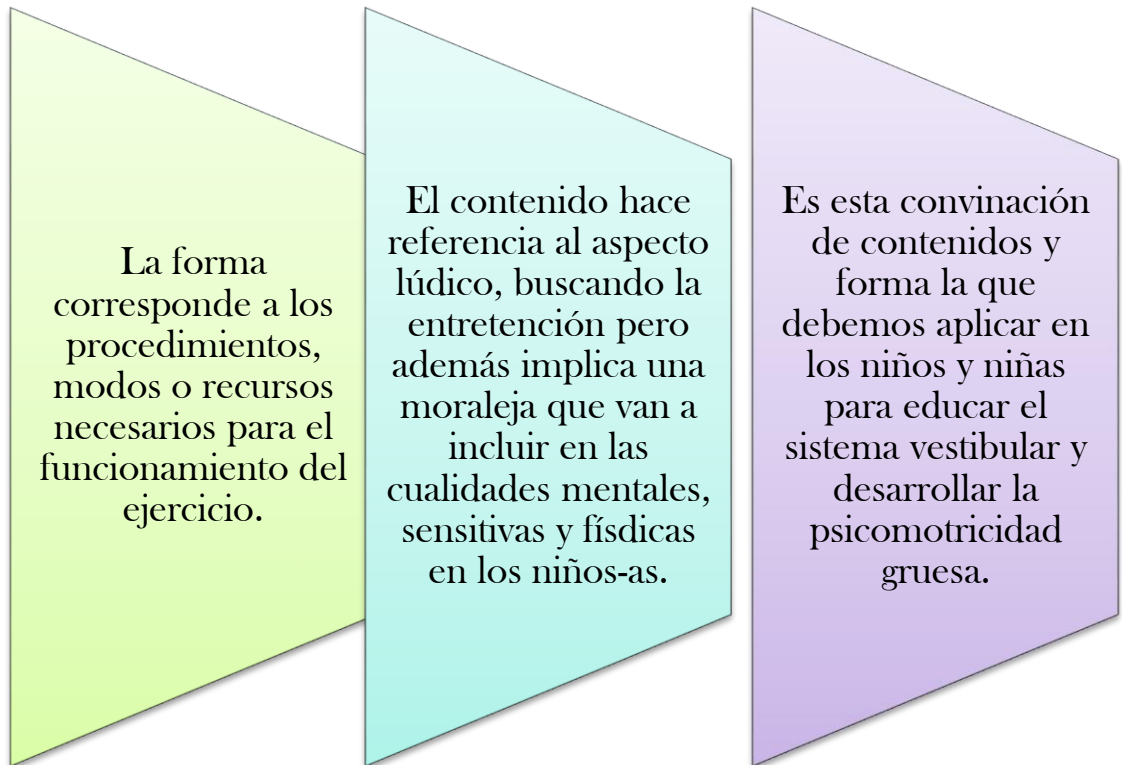 La forma
corresponde a los
procedimientos,
modos o recursos
necesarios para el
funcionamiento del
ejercicio.
El contenido hace
referencia al aspecto
lúdico, buscando la
entretención pero
además implica una
moraleja que van a
incluir en las
cualidades mentales,
sensitivas y físdicas
en los niños-as.
Es esta convinación
de contenidos y
forma la que
debemos aplicar en
los niños y niñas
para educar el
sistema vestibular y
desarrollar la
psicomotricidad
gruesa.